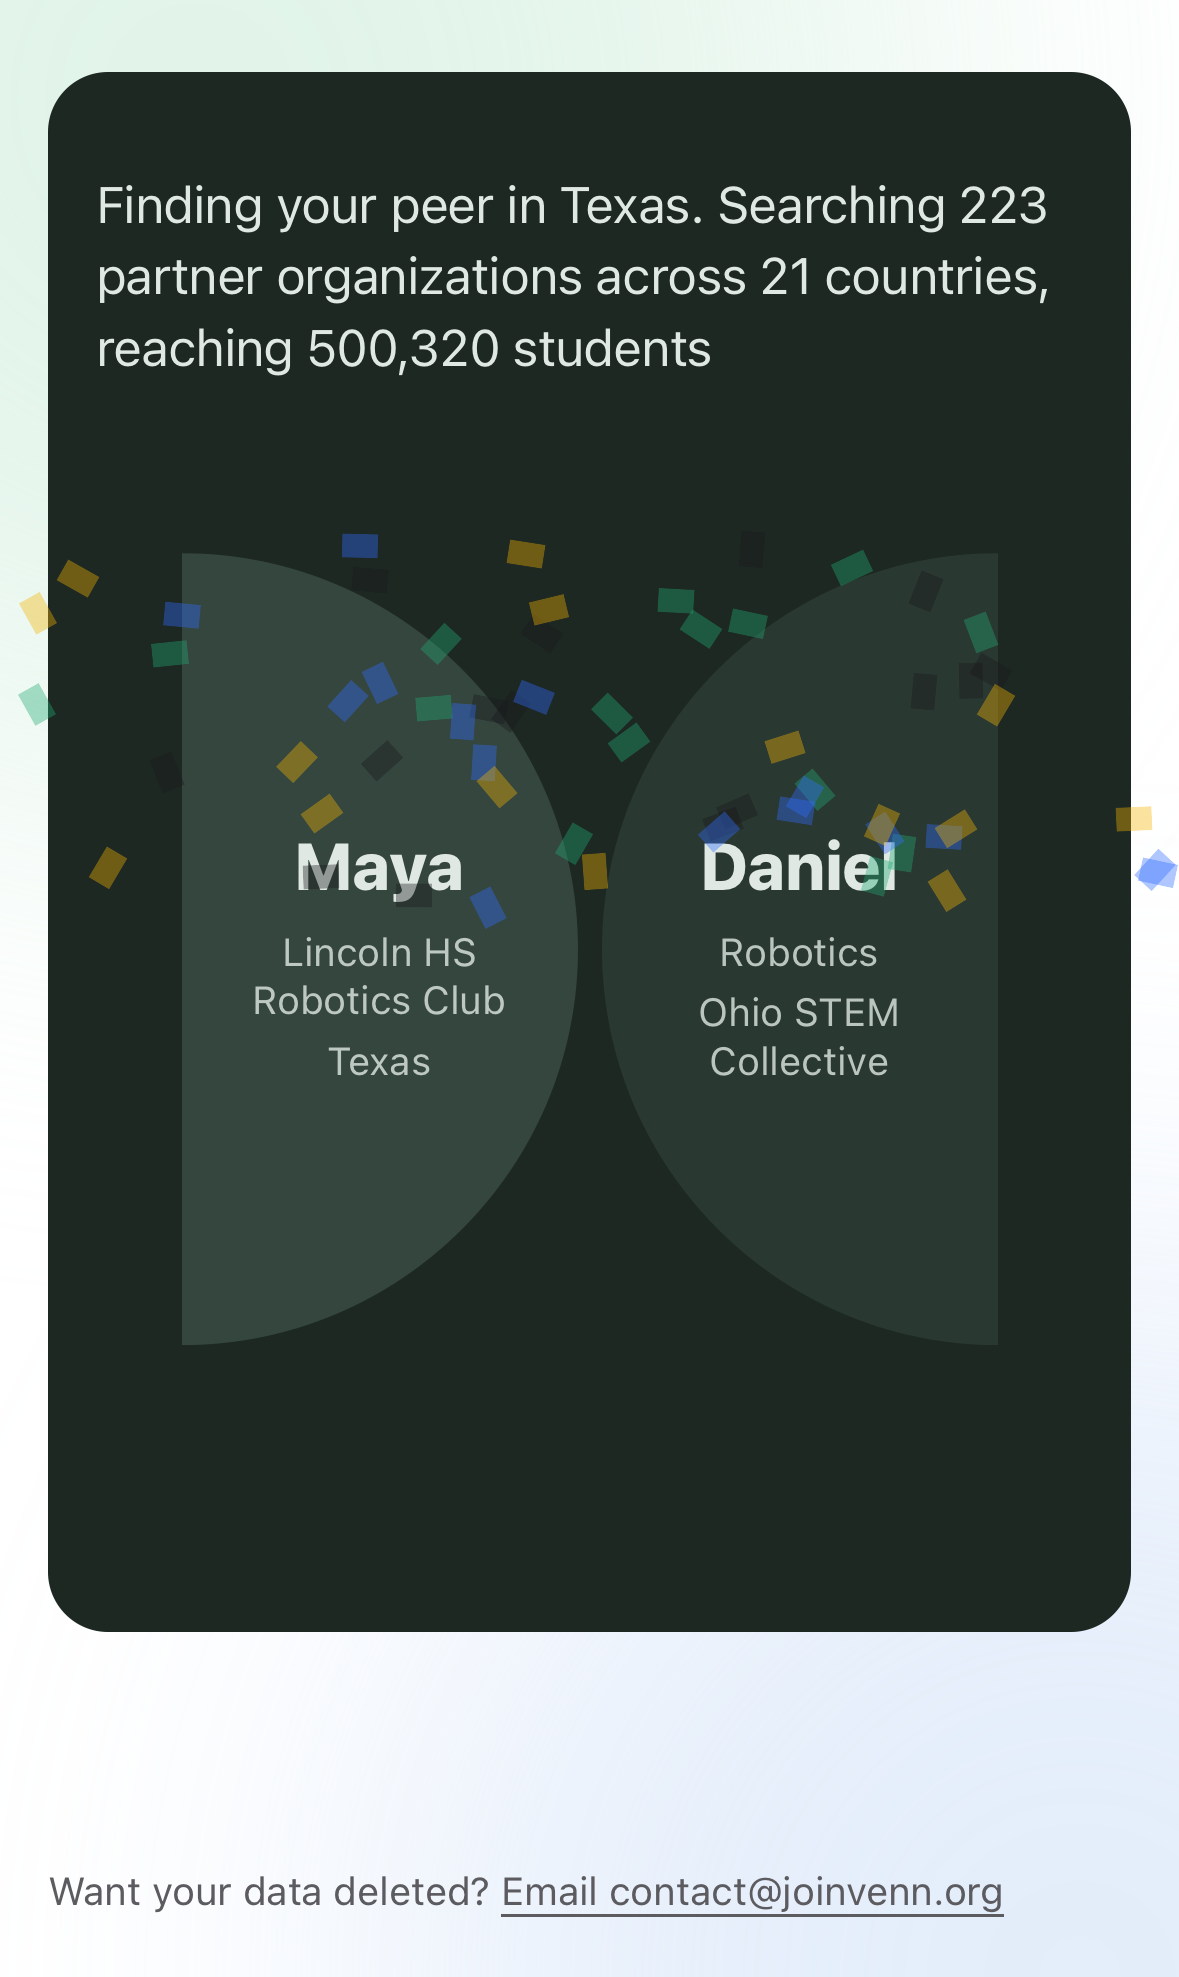 Finding your peer in Texas. Searching 223
partner organizations across 21 countries,
reaching 500,320 students
Maya
Lincoln HS
Robotics Club
Texas
Daniel
Robotics
Ohio STEM
Collective
Want your data deleted? Email contact@joinvenn.org